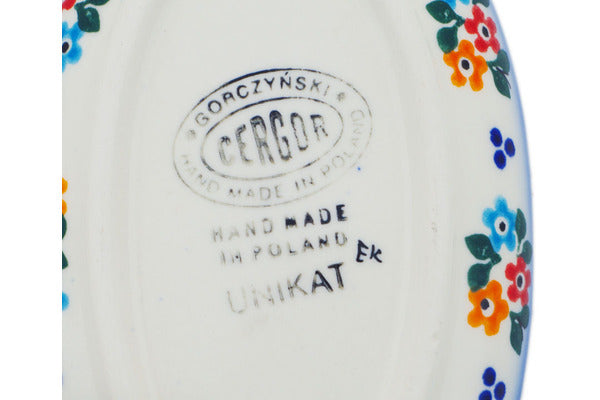 * GORCZYŃSKI *
CERGOR
HAND MADE IN POLAND
HAND MADE
IN POLAND
UNIKAT EK